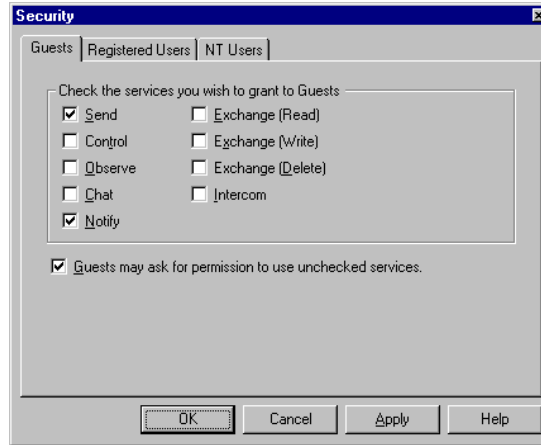 Security
Guests Registered Users NT Users
Check the services you wish to grant to Guests
Send Exchange (Read)
Control Exchange (Write)
Observe Exchange (Delete)
Chat Intercom
Notify
Guests may ask for permission to use unchecked services.
OK Cancel Apply Help